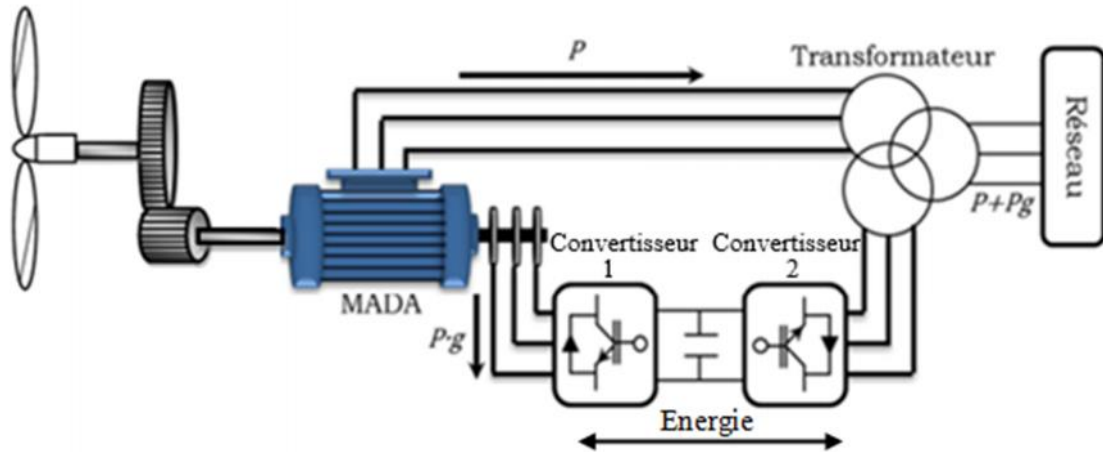 P
Transformateur
Réseau
P+Pg
Convertisseur
1
Convertisseur
2
MADA
P·g
Energie